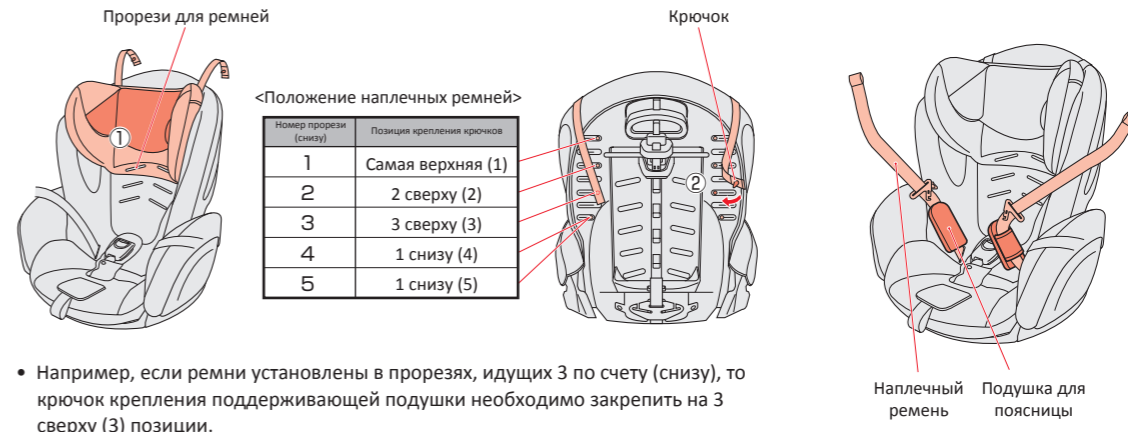 Прорези для ремней
Крючок
<Положение наплечных ремней>
Номер прорези (снизу) Позиция крепления крючков
1 Самая верхняя (1)
2 2 сверху (2)
3 3 сверху (3)
4 1 снизу (4)
5 1 снизу (5)
①
②
• Например, если ремни установлены в прорезях, идущих 3 по счету (снизу), то
крючок крепления поддерживающей подушки необходимо закрепить на 3
сверху (3) позиции.
Наплечный
ремень
Подушка для
поясницы